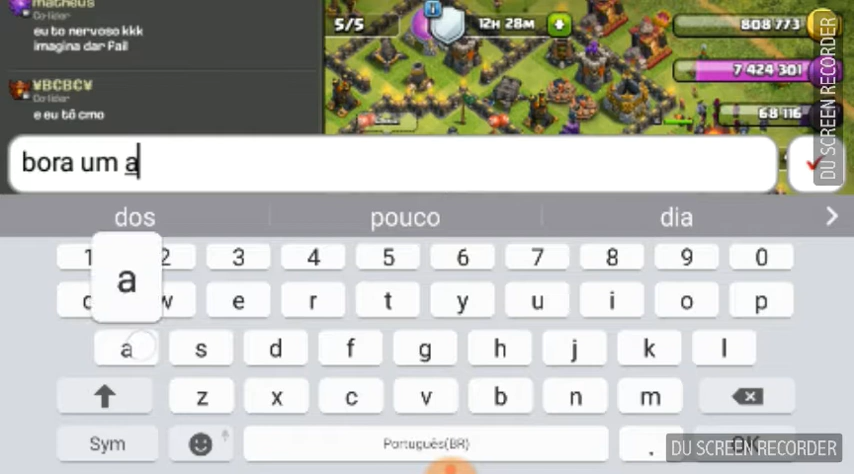 matheus
Co-líder
eu to nervoso kkk
imagina dar Fail
¥BCBC¥
Co-líder
e eu tô cmo
5/5
12H 28M
808 773
7 424 301
68 116
bora um a
dos pouco dia
1 2 3 4 5 6 7 8 9 0
a
w e r t y u i o p
a s d f g h j k l
z x c v b n m
Sym Português(BR) . OK
DU SCREEN RECORDER
DU SCREEN RECORDER